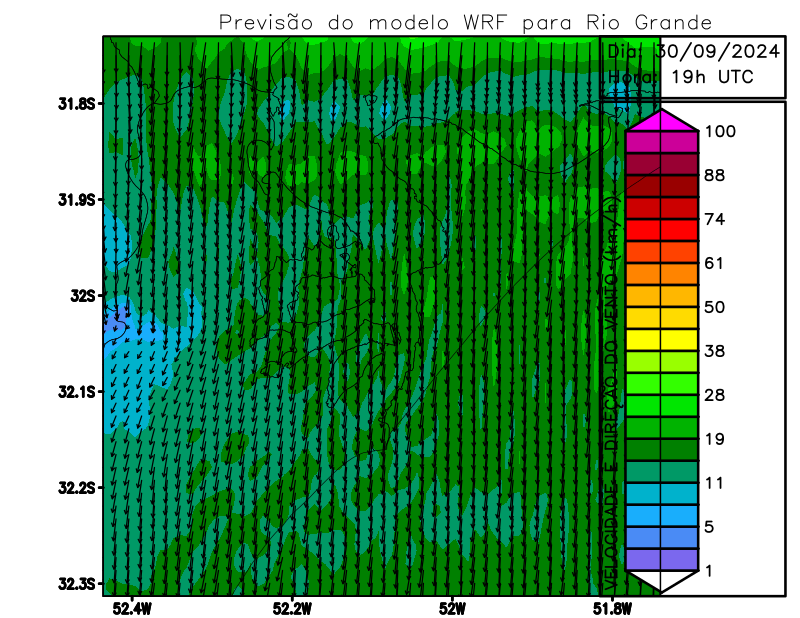 Previsão do modelo WRF para Rio Grande
Dia: 30/09/2024
Hora: 19h UTC
31.8S
31.9S
32S
32.1S
32.2S
32.3S
52.4W
52.2W
52W
51.8W
VELOCIDADE E DIREÇÃO DO VENTO (km/h)
100
88
74
61
50
38
28
19
11
5
1